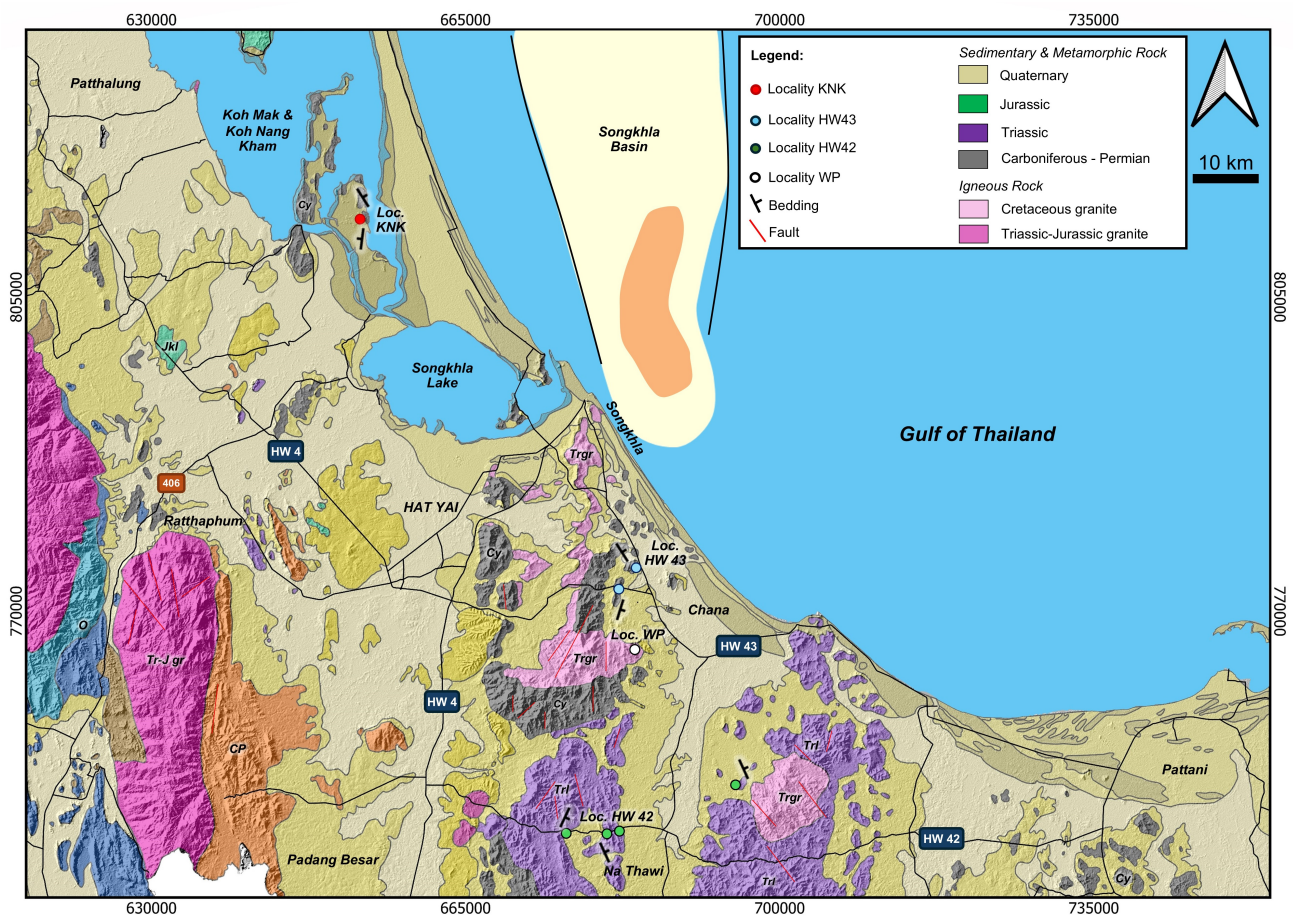 630000
665000
700000
735000
Patthalung
Koh Mak &
Koh Nang
Kham
Songkhla
Basin
Legend:
Locality KNK
Locality HW43
Locality HW42
Locality WP
Bedding
Fault
Sedimentary & Metamorphic Rock
Quaternary
Jurassic
Triassic
Carboniferous - Permian
Igneous Rock
Cretaceous granite
Triassic-Jurassic granite
10 km
Cy
Loc.
KNK
805000
805000
Jkl
Songkhla
Lake
Songkhla
Gulf of Thailand
HW 4
Trgr
406
Ratthaphum
HAT YAI
Cy
Loc.
HW 43
770000
770000
O
Chana
Loc. WP
HW 43
Tr-J gr
Trgr
HW 4
Cy
CP
Trl
Pattani
Trl
Trgr
Loc. HW 42
HW 42
Padang Besar
Na Thawi
Trl
Cy
630000
665000
700000
735000